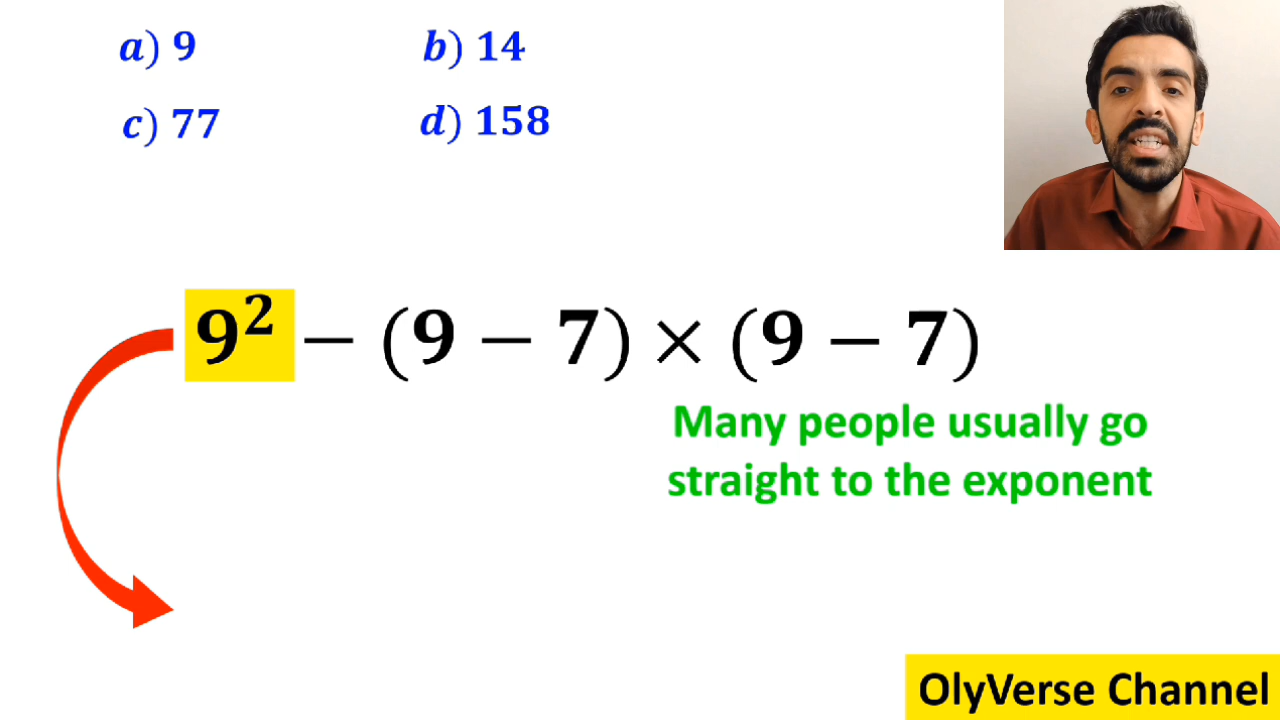 a) 9
b) 14
c) 77
d) 158
9² − (9 − 7) × (9 − 7)
Many people usually go
straight to the exponent
OlyVerse Channel